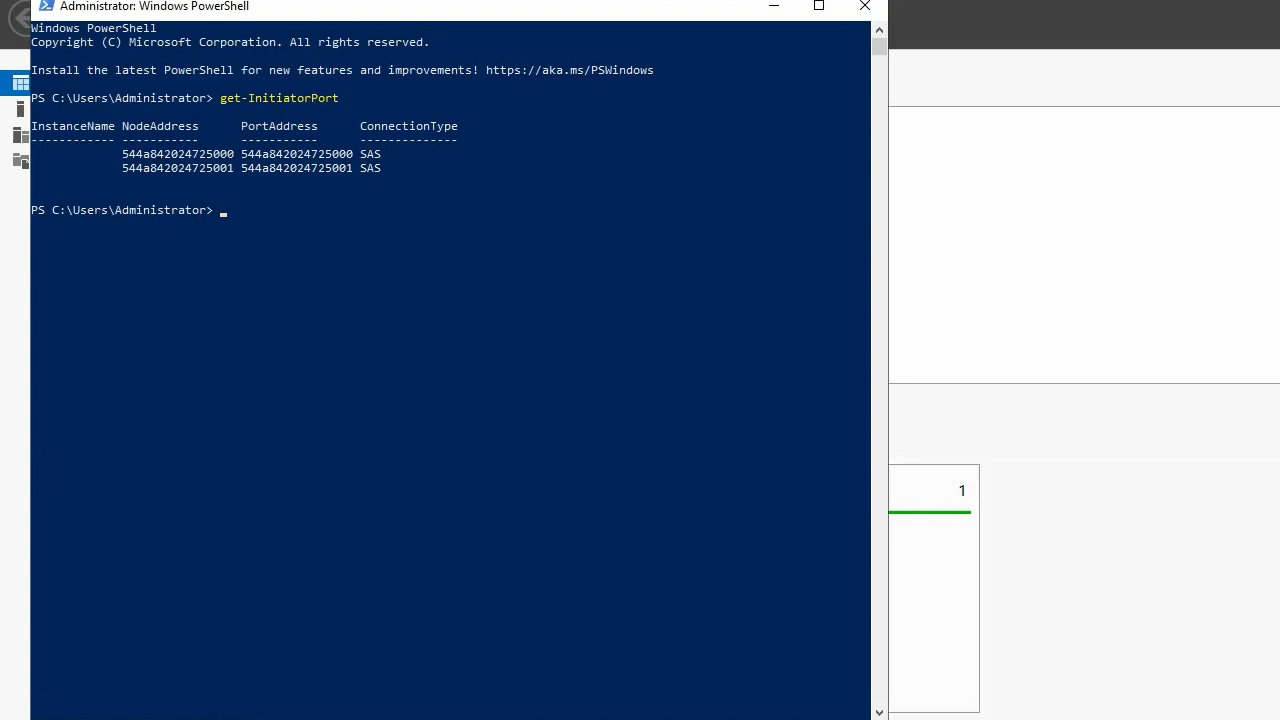 Administrator: Windows PowerShell
Windows PowerShell
Copyright (C) Microsoft Corporation. All rights reserved.
Install the latest PowerShell for new features and improvements! https://aka.ms/PSWindows
PS C:\Users\Administrator> get-InitiatorPort
InstanceName NodeAddress PortAddress ConnectionType
------------ ----------- ----------- --------------
544a842024725000 544a842024725000 SAS
544a842024725001 544a842024725001 SAS
PS C:\Users\Administrator>
1